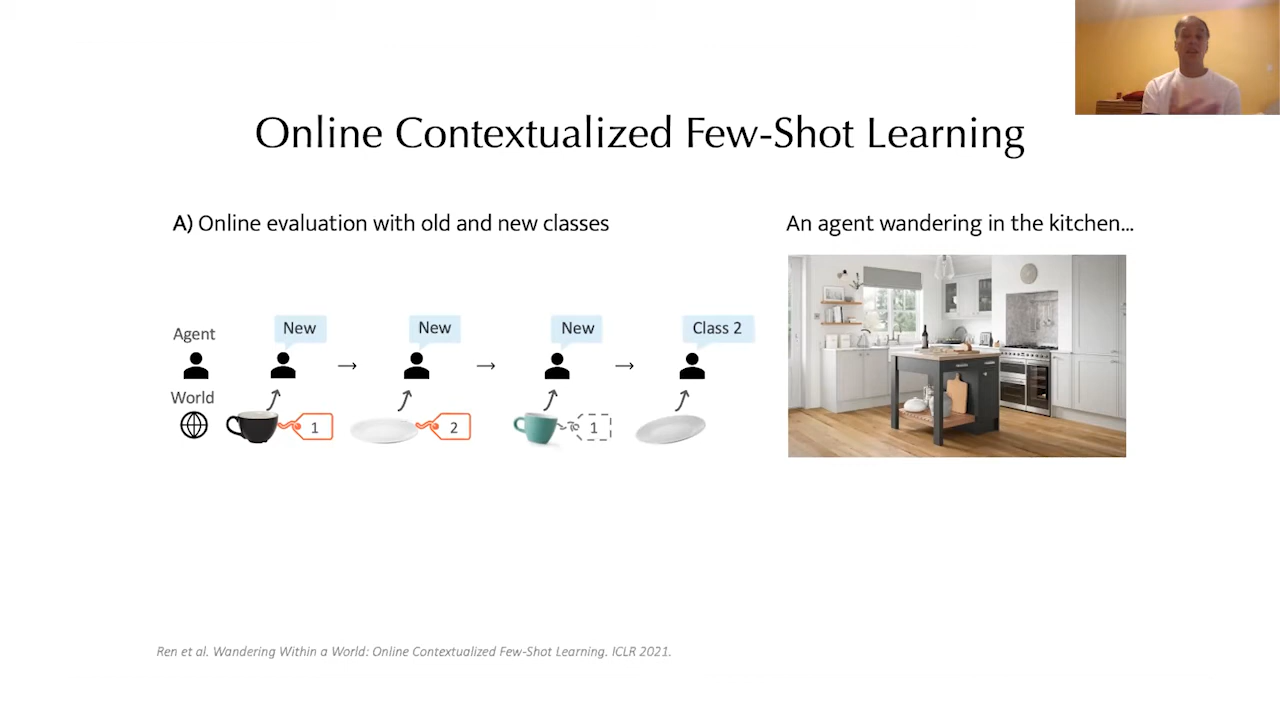 Online Contextualized Few-Shot Learning
A) Online evaluation with old and new classes
An agent wandering in the kitchen...
Agent
New
New
New
Class 2
World
1
2
1
Ren et al. Wandering Within a World: Online Contextualized Few-Shot Learning. ICLR 2021.